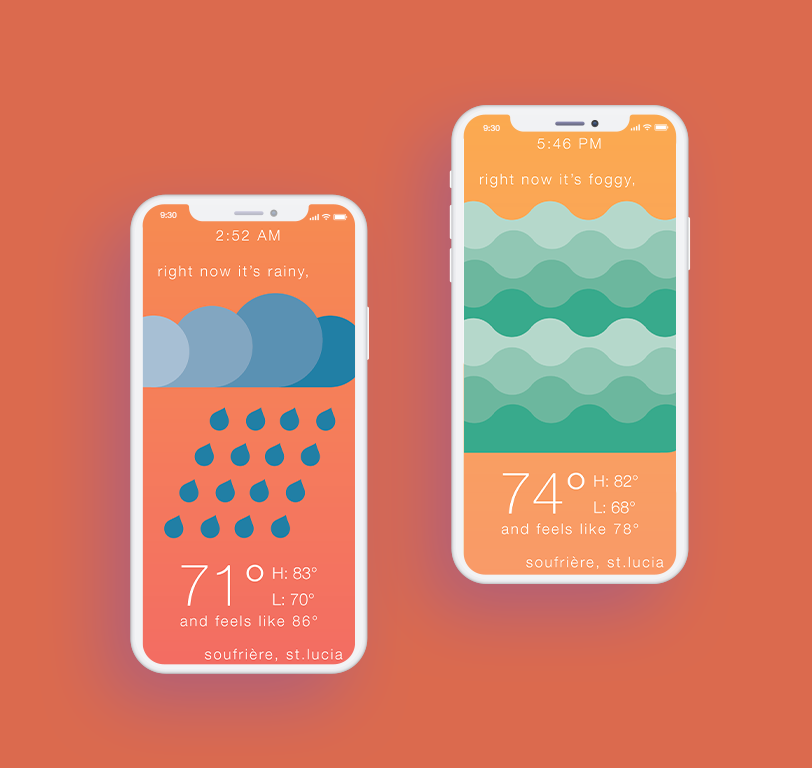 9:30
2:52 AM
right now it's rainy,
71° H: 83°
L: 70°
and feels like 86°
soufrière, st.lucia
9:30
5:46 PM
right now it's foggy,
74° H: 82°
L: 68°
and feels like 78°
soufrière, st.lucia